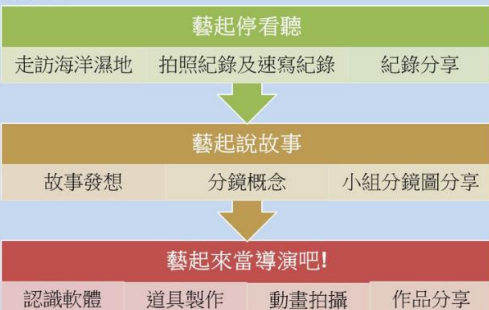 藝起停看聽
走訪海洋濕地 拍照紀錄及速寫紀錄 紀錄分享
藝起說故事
故事發想 分鏡概念 小組分鏡圖分享
藝起來當導演吧!
認識軟體 道具製作 動畫拍攝 作品分享